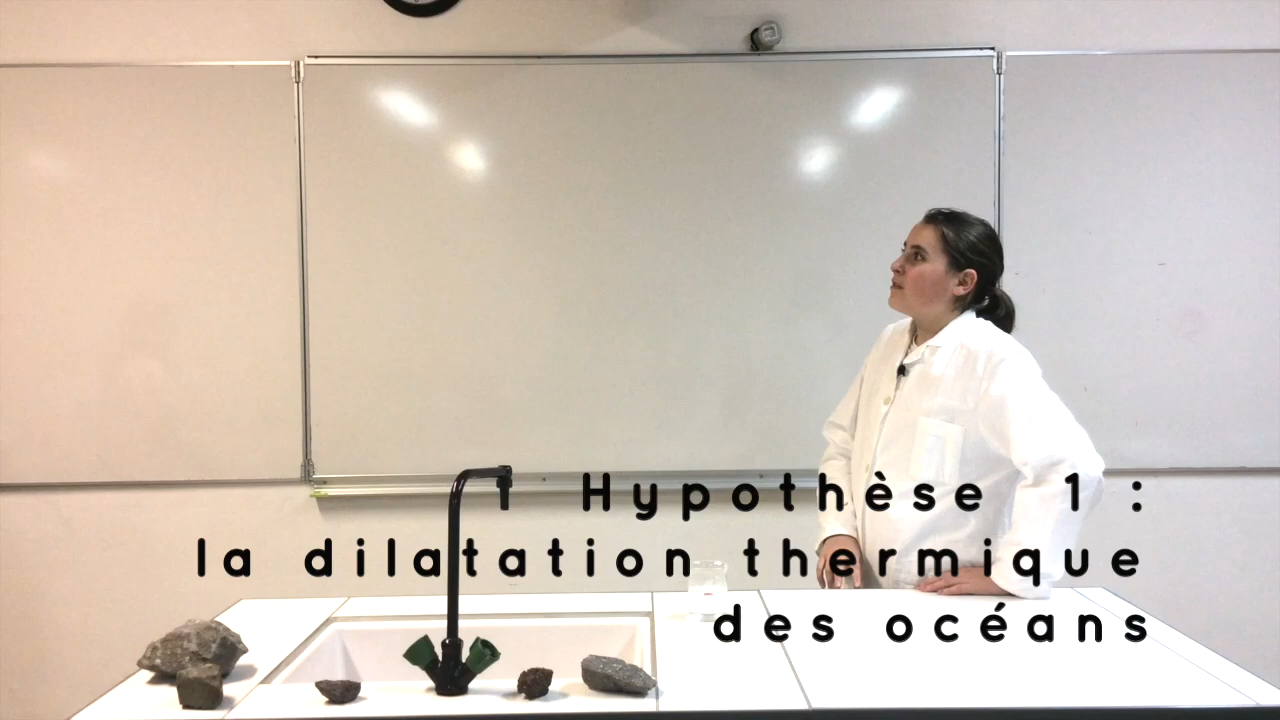 Hypothèse 1 :
la dilatation thermique
des océans